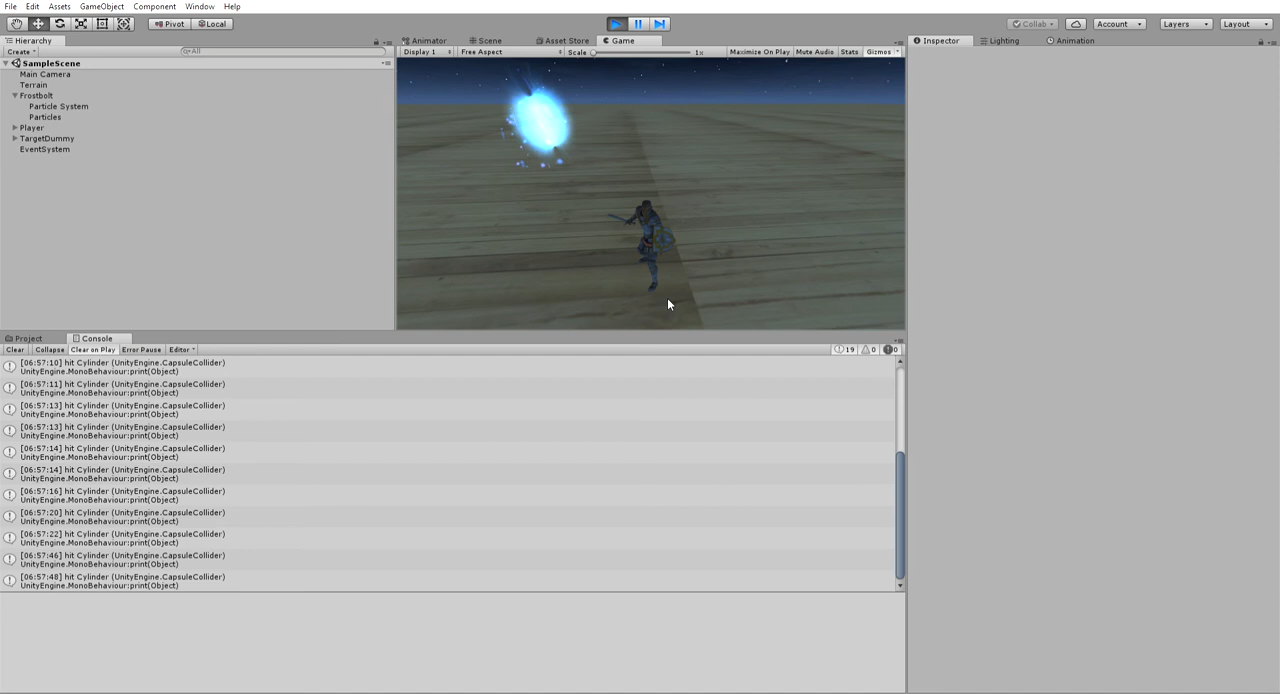 File Edit Assets GameObject Component Window Help
Pivot Local Collab Account Layers Layout
Hierarchy Animator Scene Asset Store Game Inspector Lighting Animation
Create All Display 1 Free Aspect Scale 1x Maximize On Play Mute Audio Stats Gizmos
SampleScene
Main Camera
Terrain
Frostbolt
Particle System
Particles
Player
TargetDummy
EventSystem
Project Console
Clear Collapse Clear on Play Error Pause Editor 19 0 0
[06:57:10] hit Cylinder (UnityEngine.CapsuleCollider)
UnityEngine.MonoBehaviour:print(Object)
[06:57:11] hit Cylinder (UnityEngine.CapsuleCollider)
UnityEngine.MonoBehaviour:print(Object)
[06:57:13] hit Cylinder (UnityEngine.CapsuleCollider)
UnityEngine.MonoBehaviour:print(Object)
[06:57:13] hit Cylinder (UnityEngine.CapsuleCollider)
UnityEngine.MonoBehaviour:print(Object)
[06:57:14] hit Cylinder (UnityEngine.CapsuleCollider)
UnityEngine.MonoBehaviour:print(Object)
[06:57:14] hit Cylinder (UnityEngine.CapsuleCollider)
UnityEngine.MonoBehaviour:print(Object)
[06:57:16] hit Cylinder (UnityEngine.CapsuleCollider)
UnityEngine.MonoBehaviour:print(Object)
[06:57:20] hit Cylinder (UnityEngine.CapsuleCollider)
UnityEngine.MonoBehaviour:print(Object)
[06:57:22] hit Cylinder (UnityEngine.CapsuleCollider)
UnityEngine.MonoBehaviour:print(Object)
[06:57:46] hit Cylinder (UnityEngine.CapsuleCollider)
UnityEngine.MonoBehaviour:print(Object)
[06:57:48] hit Cylinder (UnityEngine.CapsuleCollider)
UnityEngine.MonoBehaviour:print(Object)